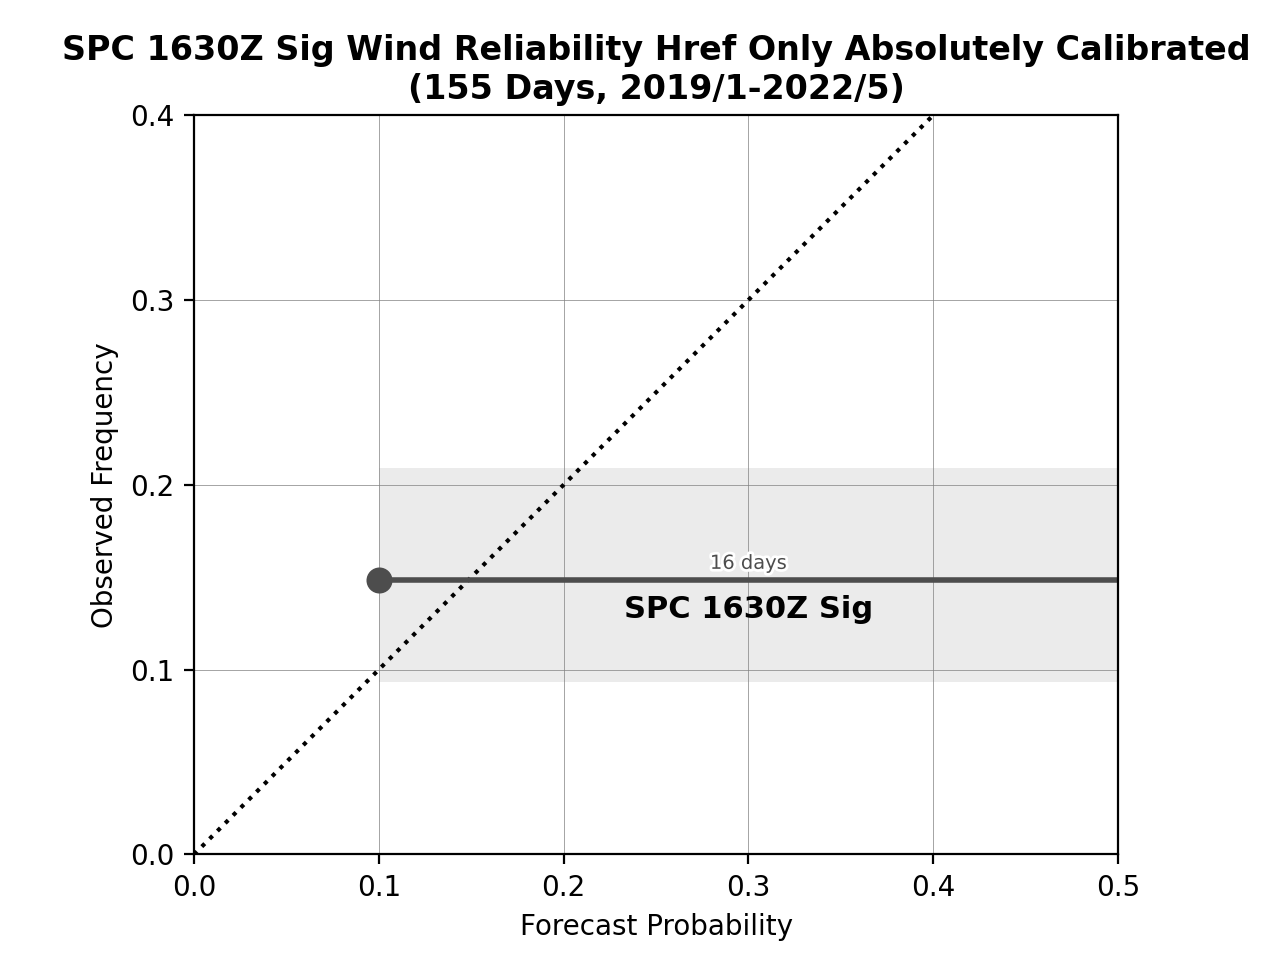 SPC 1630Z Sig Wind Reliability Href Only Absolutely Calibrated
(155 Days, 2019/1-2022/5)
0.4
0.3
0.2
0.1
0.0
Observed Frequency
16 days
SPC 1630Z Sig
0.0 0.1 0.2 0.3 0.4 0.5
Forecast Probability